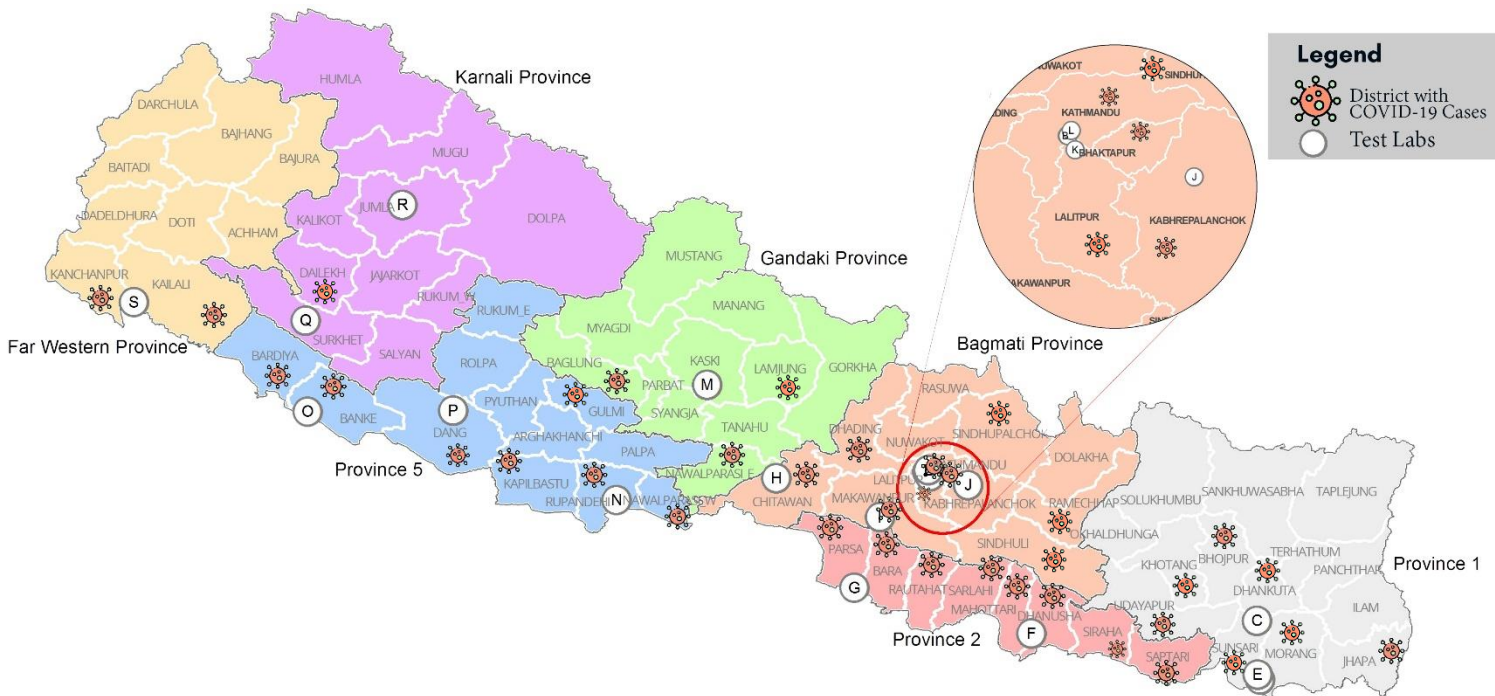 Legend
District with
COVID-19 Cases
Test Labs
Karnali Province
Gandaki Province
Bagmati Province
Far Western Province
Province 5
Province 2
Province 1
HUMLA
DARCHULA
BAJHANG
BAJURA
BAITADI
MUGU
DADELDHURA
DOTI
ACHHAM
KALIKOT
JUMLA
R
DOLPA
KANCHANPUR
S
KAILALI
DAILEKH
JAJARKOT
RUKUM_W
Q
SURKHET
SALYAN
RUKUM_E
MUSTANG
MANANG
MYAGDI
BARDIYA
ROLPA
BAGLUNG
KASKI
M
LAMJUNG
GORKHA
PARBAT
SYANGJA
O
BANKE
P
DANG
PYUTHAN
GULMI
ARGHAKHANCHI
PALPA
TANAHU
KAPILBASTU
RUPANDEHI
N
NAWALPARASI_E
RASUWA
DHADING
NUWAKOT
SINDHUPALCHOK
DOLAKHA
H
CHITAWAN
LALITPUR
MAKAWANPUR
J
KABHREPALANCHOK
RAMECHHAP
SINDHULI
OKHALDHUNGA
SOLUKHUMBU
SANKHUWASABHA
TAPLEJUNG
PARSA
BARA
G
RAUTAHAT
SARLAHI
MAHOTTARI
DHANUSHA
F
SIRAHA
SAPTARI
KHOTANG
BHOJPUR
TERHATHUM
PANCHTHAR
DHANKUTA
UDAYAPUR
C
ILAM
SUNSARI
MORANG
JHAPA
E
KATHMANDU
L
K
BHAKTAPUR
J
LALITPUR
KABHREPALANCHOK